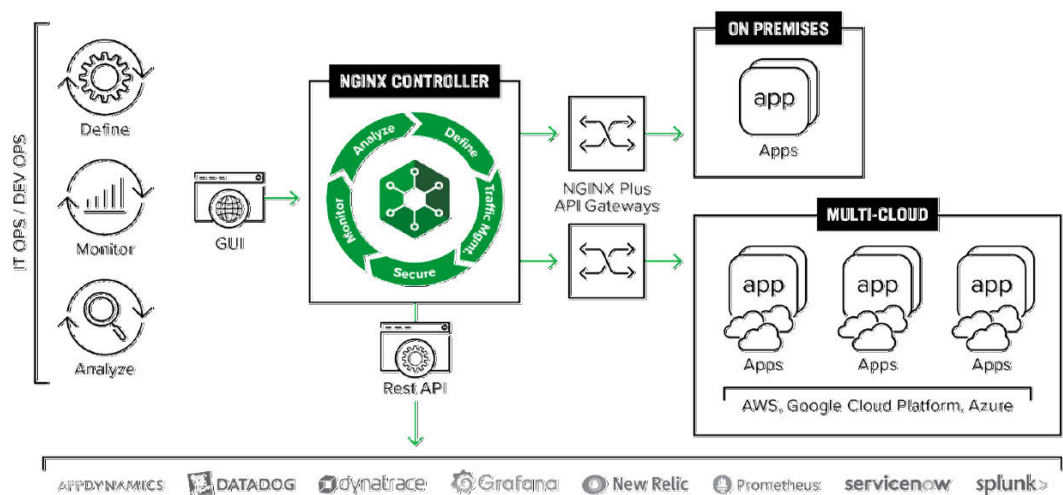 IT OPS / DEV OPS
Define
Monitor
Analyze
GUI
NGINX CONTROLLER
Analyze
Define
Traffic Mgmt.
Secure
Monitor
Rest API
NGINX Plus
API Gateways
ON PREMISES
app
Apps
MULTI-CLOUD
app
app
app
Apps
Apps
Apps
AWS, Google Cloud Platform, Azure
APPDYNAMICS
DATADOG
dynatrace
Grafana
New Relic
Prometheus
servicenow
splunk>